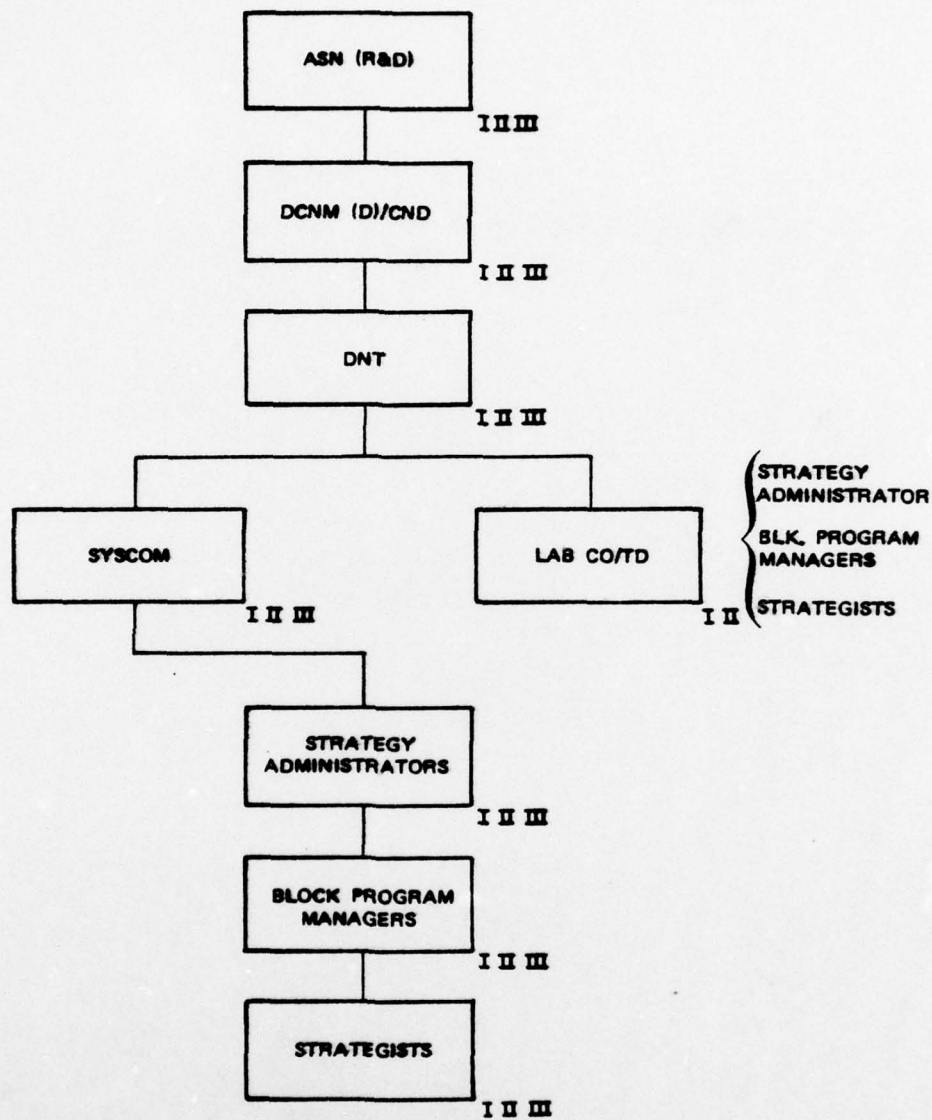 ASN (R&D)
I II III
DCNM (D)/CND
I II III
DNT
I II III
SYSCOM
I II III
LAB CO/TD
I II
STRATEGY
ADMINISTRATOR
BLK. PROGRAM
MANAGERS
STRATEGISTS
STRATEGY
ADMINISTRATORS
I II III
BLOCK PROGRAM
MANAGERS
I II III
STRATEGISTS
I II III